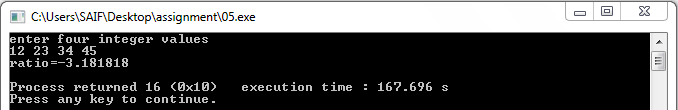 C:\Users\SAIF\Desktop\assignment\05.exe
enter four integer values
12 23 34 45
ratio=-3.181818
Process returned 16 (0x10)   execution time : 167.696 s
Press any key to continue.